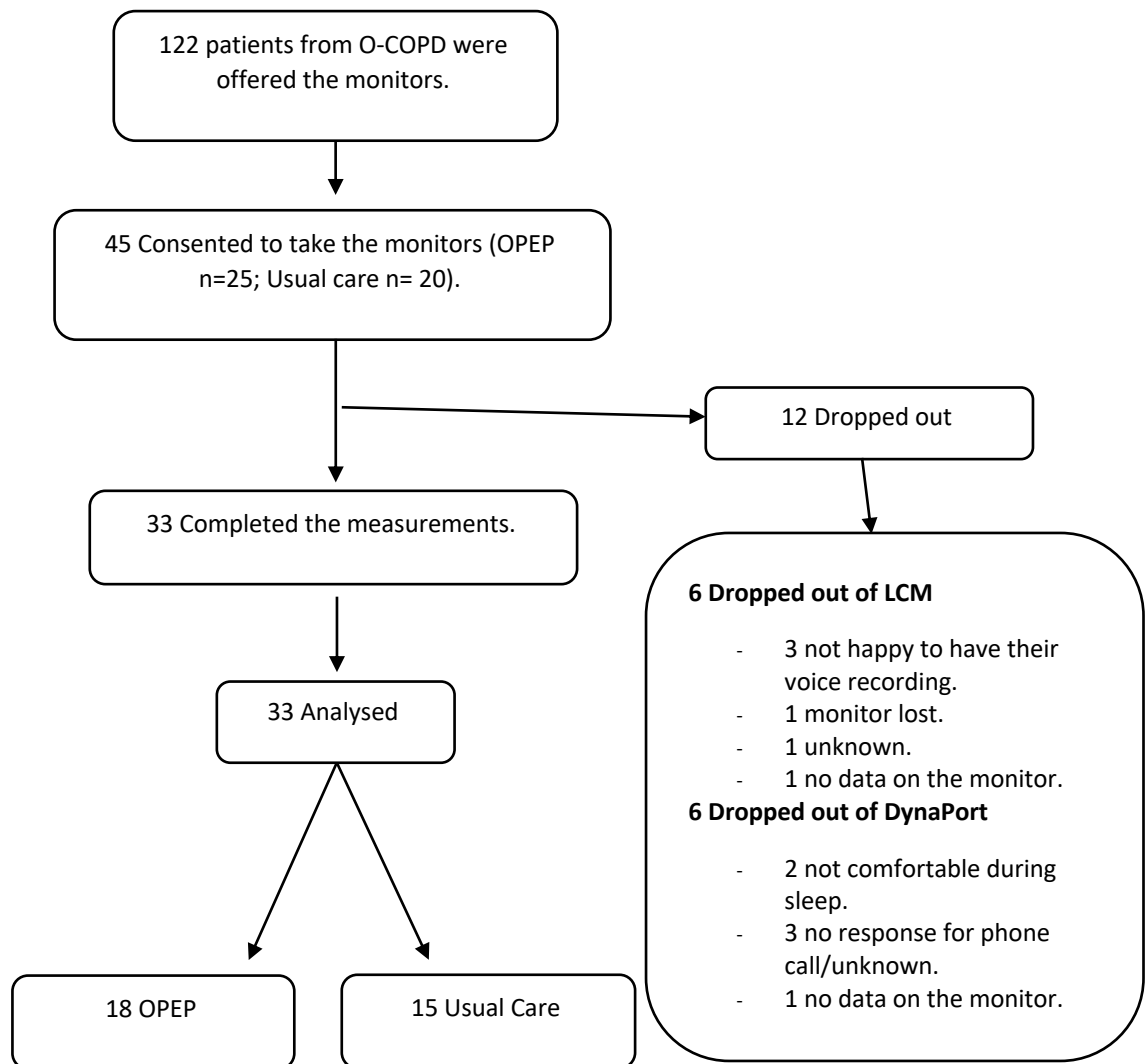 122 patients from O-COPD were
offered the monitors.
45 Consented to take the monitors (OPEP
n=25; Usual care n= 20).
12 Dropped out
33 Completed the measurements.
6 Dropped out of LCM
- 3 not happy to have their
voice recording.
- 1 monitor lost.
- 1 unknown.
- 1 no data on the monitor.
6 Dropped out of DynaPort
- 2 not comfortable during
sleep.
- 3 no response for phone
call/unknown.
- 1 no data on the monitor.
33 Analysed
18 OPEP
15 Usual Care